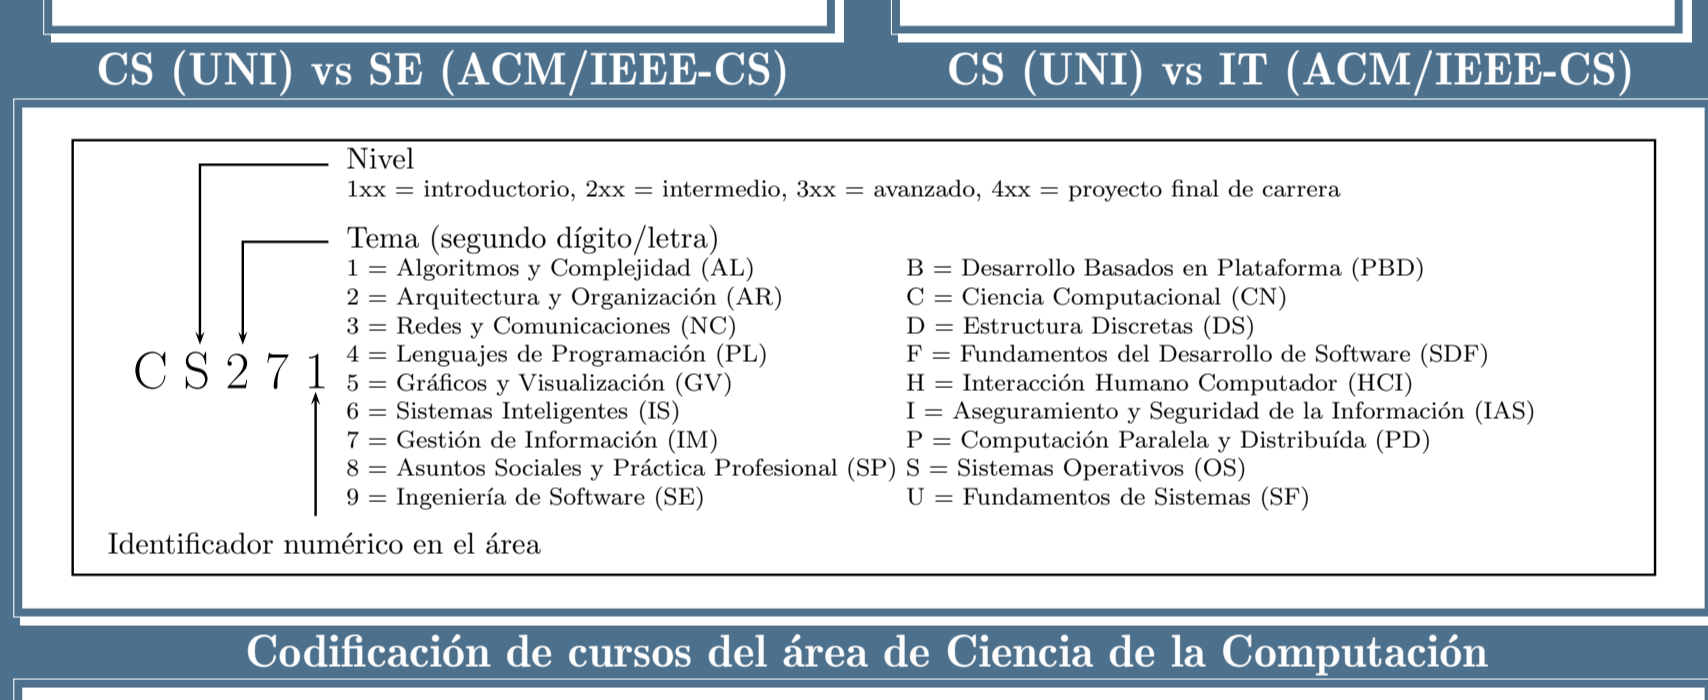 CS (UNI) vs SE (ACM/IEEE-CS)
CS (UNI) vs IT (ACM/IEEE-CS)
Nivel
1xx = introductorio, 2xx = intermedio, 3xx = avanzado, 4xx = proyecto final de carrera
Tema (segundo dígito/letra)
1 = Algoritmos y Complejidad (AL)
2 = Arquitectura y Organización (AR)
3 = Redes y Comunicaciones (NC)
4 = Lenguajes de Programación (PL)
5 = Gráficos y Visualización (GV)
6 = Sistemas Inteligentes (IS)
7 = Gestión de Información (IM)
8 = Asuntos Sociales y Práctica Profesional (SP)
9 = Ingeniería de Software (SE)
B = Desarrollo Basados en Plataforma (PBD)
C = Ciencia Computacional (CN)
D = Estructura Discretas (DS)
F = Fundamentos del Desarrollo de Software (SDF)
H = Interacción Humano Computador (HCI)
I = Aseguramiento y Seguridad de la Información (IAS)
P = Computación Paralela y Distribuída (PD)
S = Sistemas Operativos (OS)
U = Fundamentos de Sistemas (SF)
C S 2 7 1
Identificador numérico en el área
Codificación de cursos del área de Ciencia de la Computación